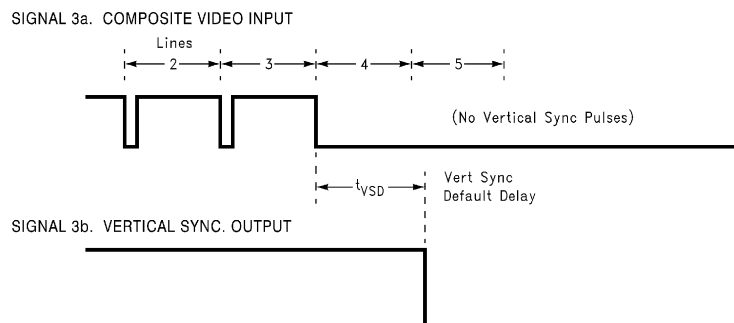 SIGNAL 3a. COMPOSITE VIDEO INPUT
Lines
2 3 4 5
(No Vertical Sync Pulses)
tVSD
Vert Sync
Default Delay
SIGNAL 3b. VERTICAL SYNC. OUTPUT